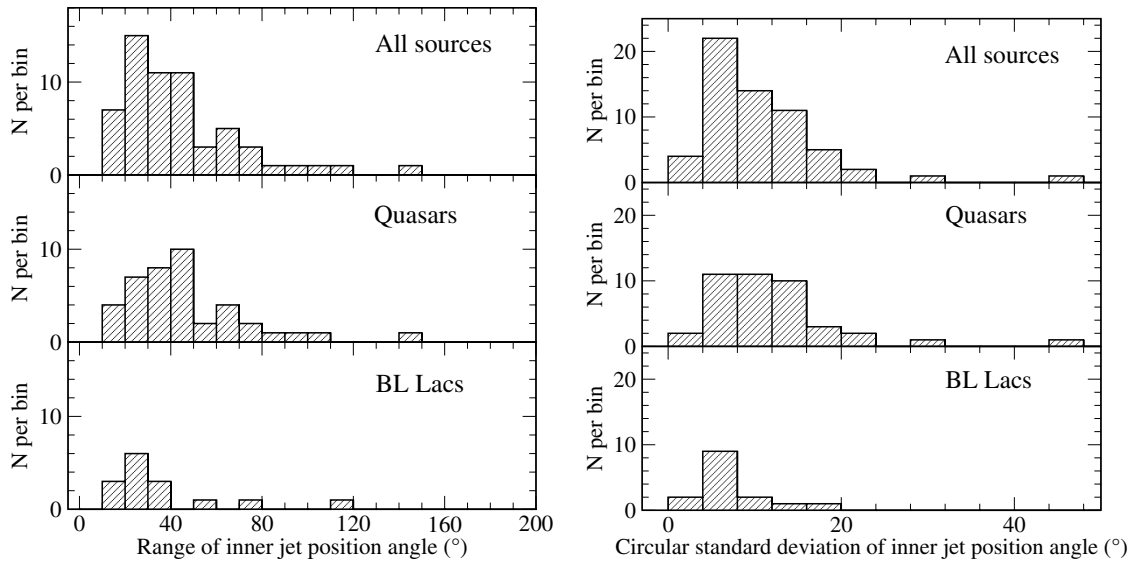 All sources
N per bin
10
0
Quasars
N per bin
10
0
BL Lacs
N per bin
10
0
0 40 80 120 160 200
Range of inner jet position angle (°)
All sources
N per bin
20
10
0
Quasars
N per bin
20
10
0
BL Lacs
N per bin
20
10
0
0 20 40
Circular standard deviation of inner jet position angle (°)